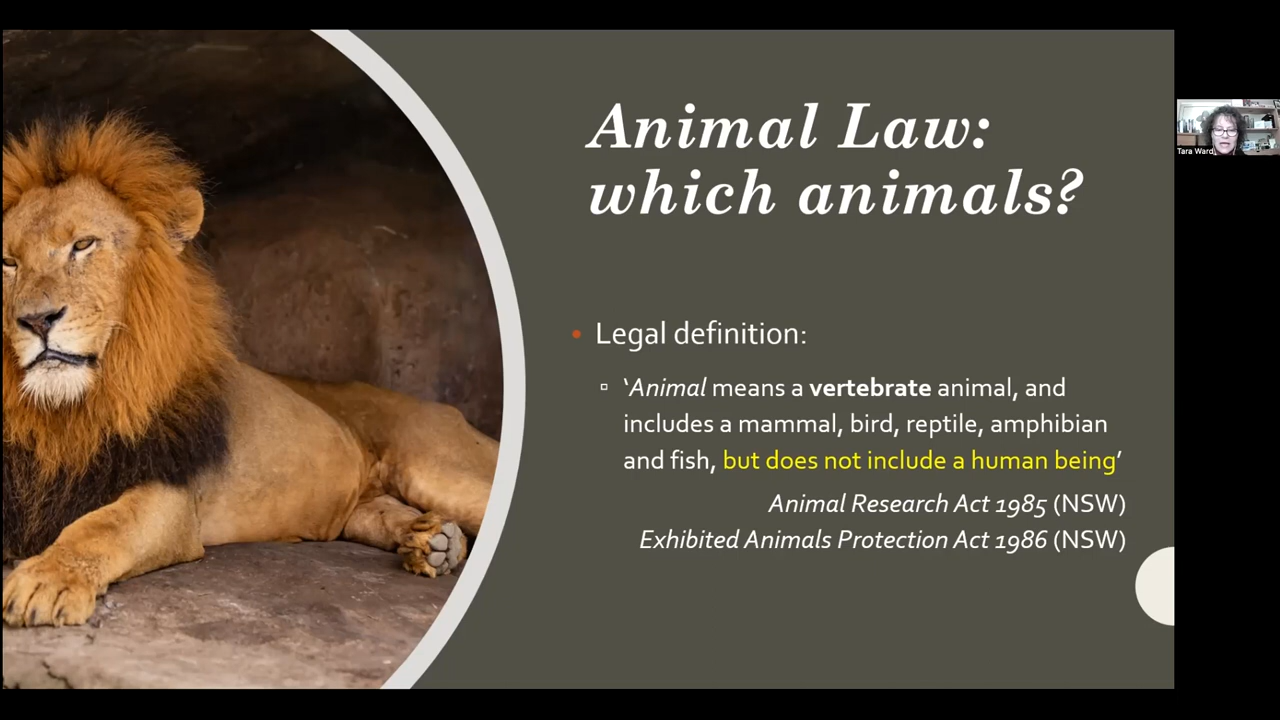 Animal Law:
which animals?
• Legal definition:
▫ ‘Animal means a vertebrate animal, and
includes a mammal, bird, reptile, amphibian
and fish, but does not include a human being’
Animal Research Act 1985 (NSW)
Exhibited Animals Protection Act 1986 (NSW)
Tara Ward